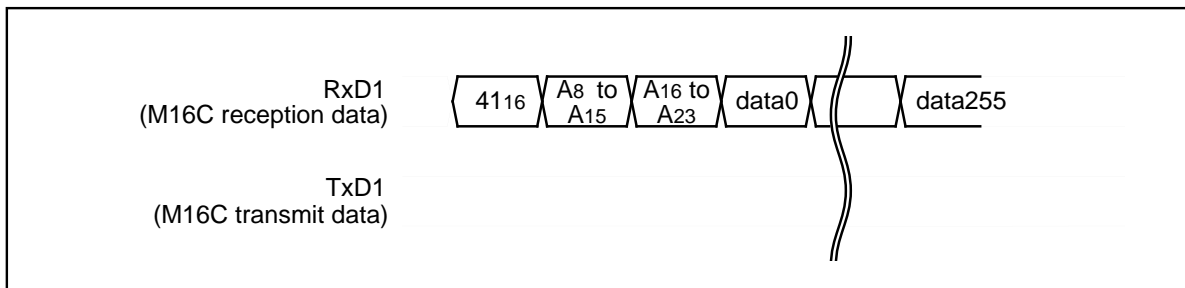 RxD1
(M16C reception data)
4116
A8 to
A15
A16 to
A23
data0
data255
TxD1
(M16C transmit data)